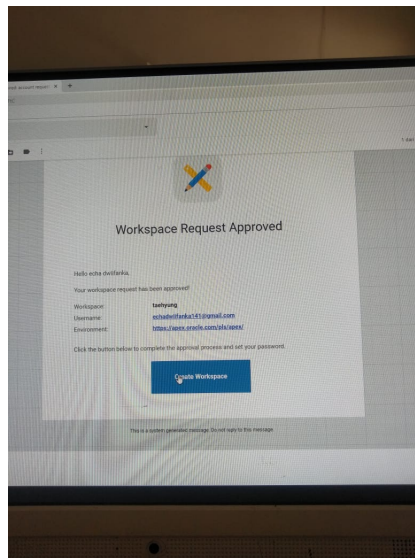 Workspace Request Approved
Hello echa dwifanka,
Your workspace request has been approved!
Workspace: taehyung
Username: echadwifanka141@gmail.com
Environment: https://apex.oracle.com/pls/apex/
Click the button below to complete the approval process and set your password.
Create Workspace
This is a system generated message. Do not reply to this message.